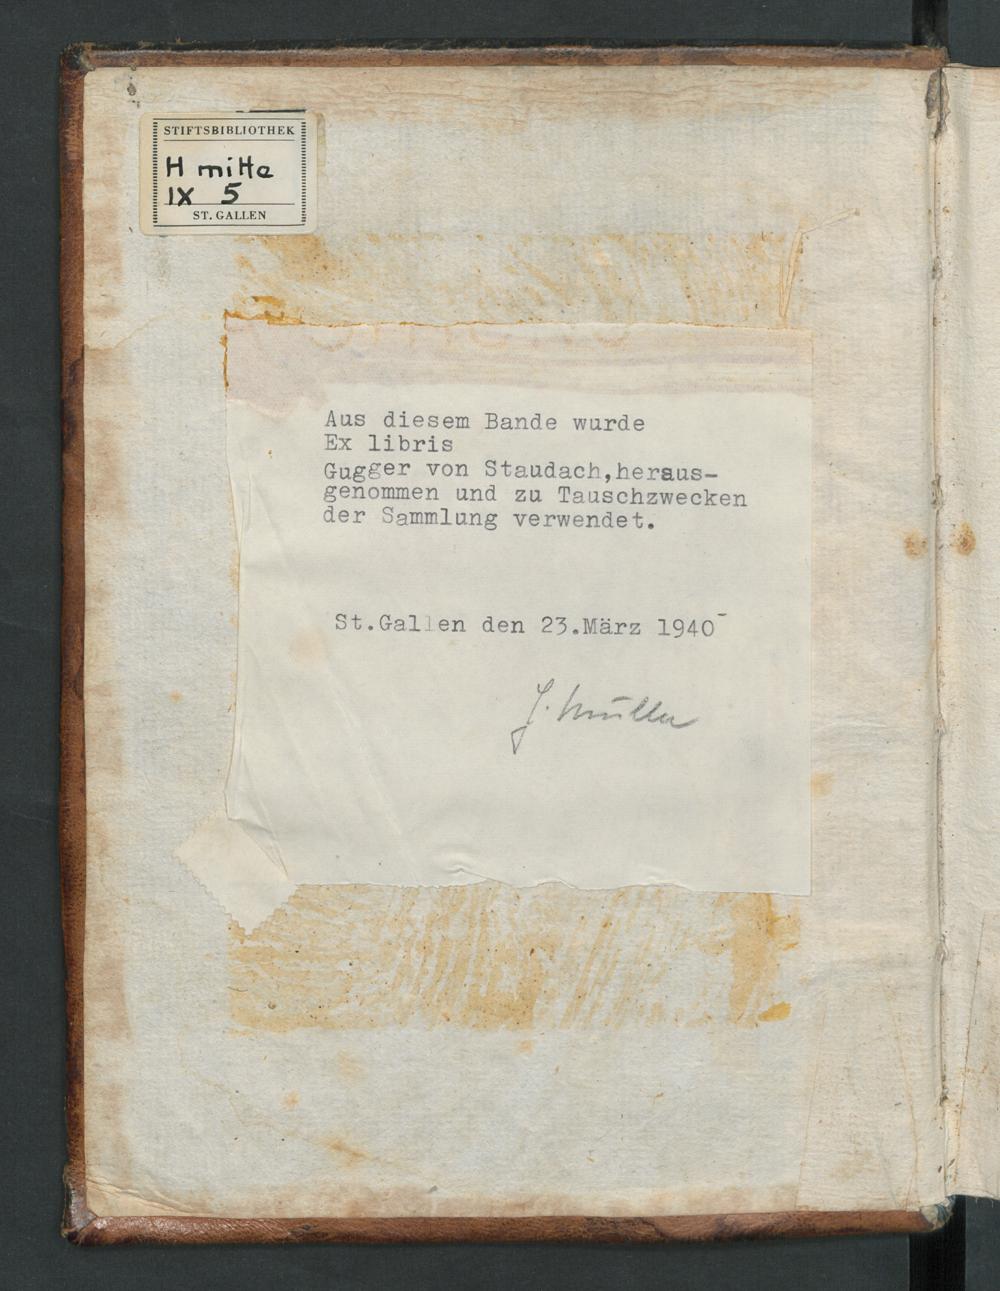 STIFTSBIBLIOTHEK
H mitte
IX 5
ST. GALLEN
Aus diesem Bande wurde
Ex libris
Gugger von Staudach,heraus-
genommen und zu Tauschzwecken
der Sammlung verwendet.
St.Gallen den 23.März 1940
J. Müller